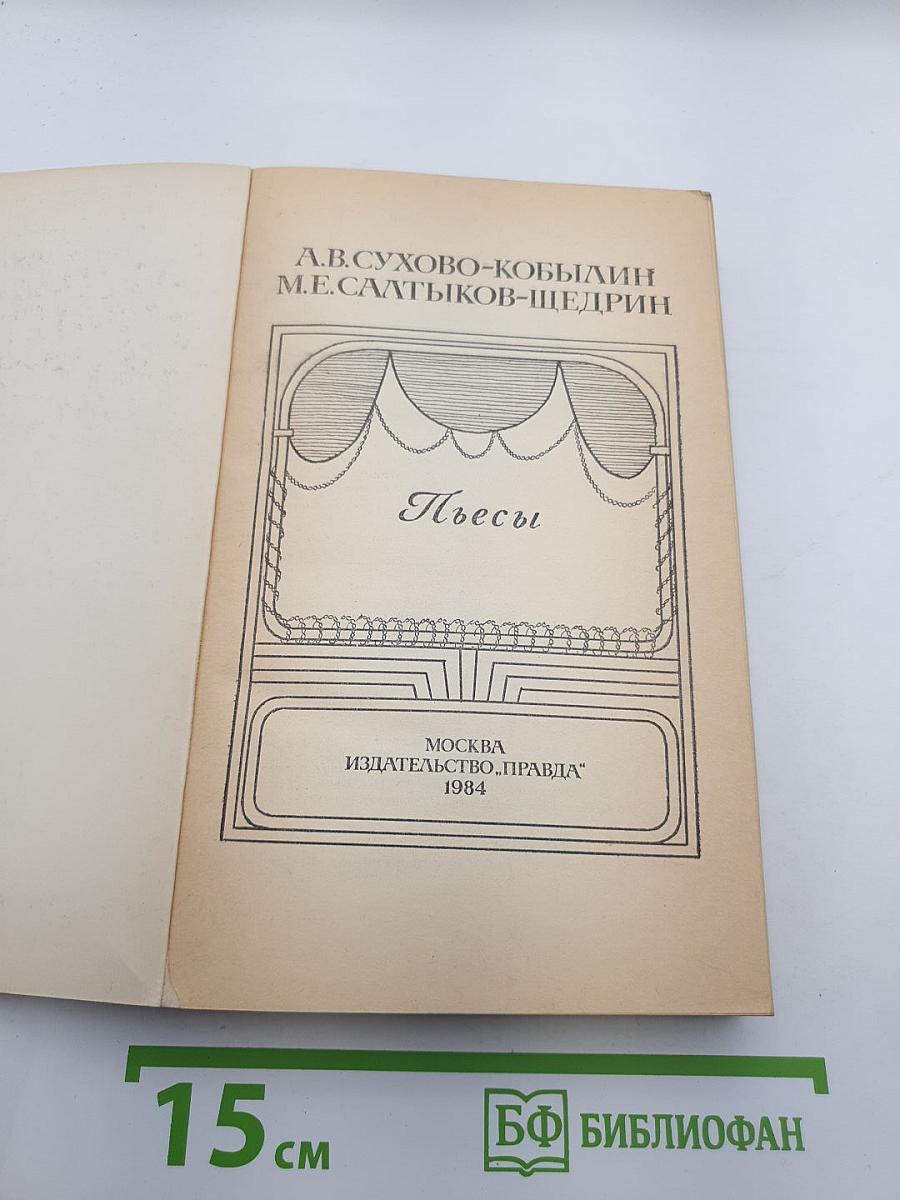 А.В.СУХОВО-КОБЫЛИН
М.Е.САЛТЫКОВ-ЩЕДРИН
Пьесы
МОСКВА
ИЗДАТЕЛЬСТВО „ПРАВДА“
1984
15 см
БФ БИБЛИОФАН